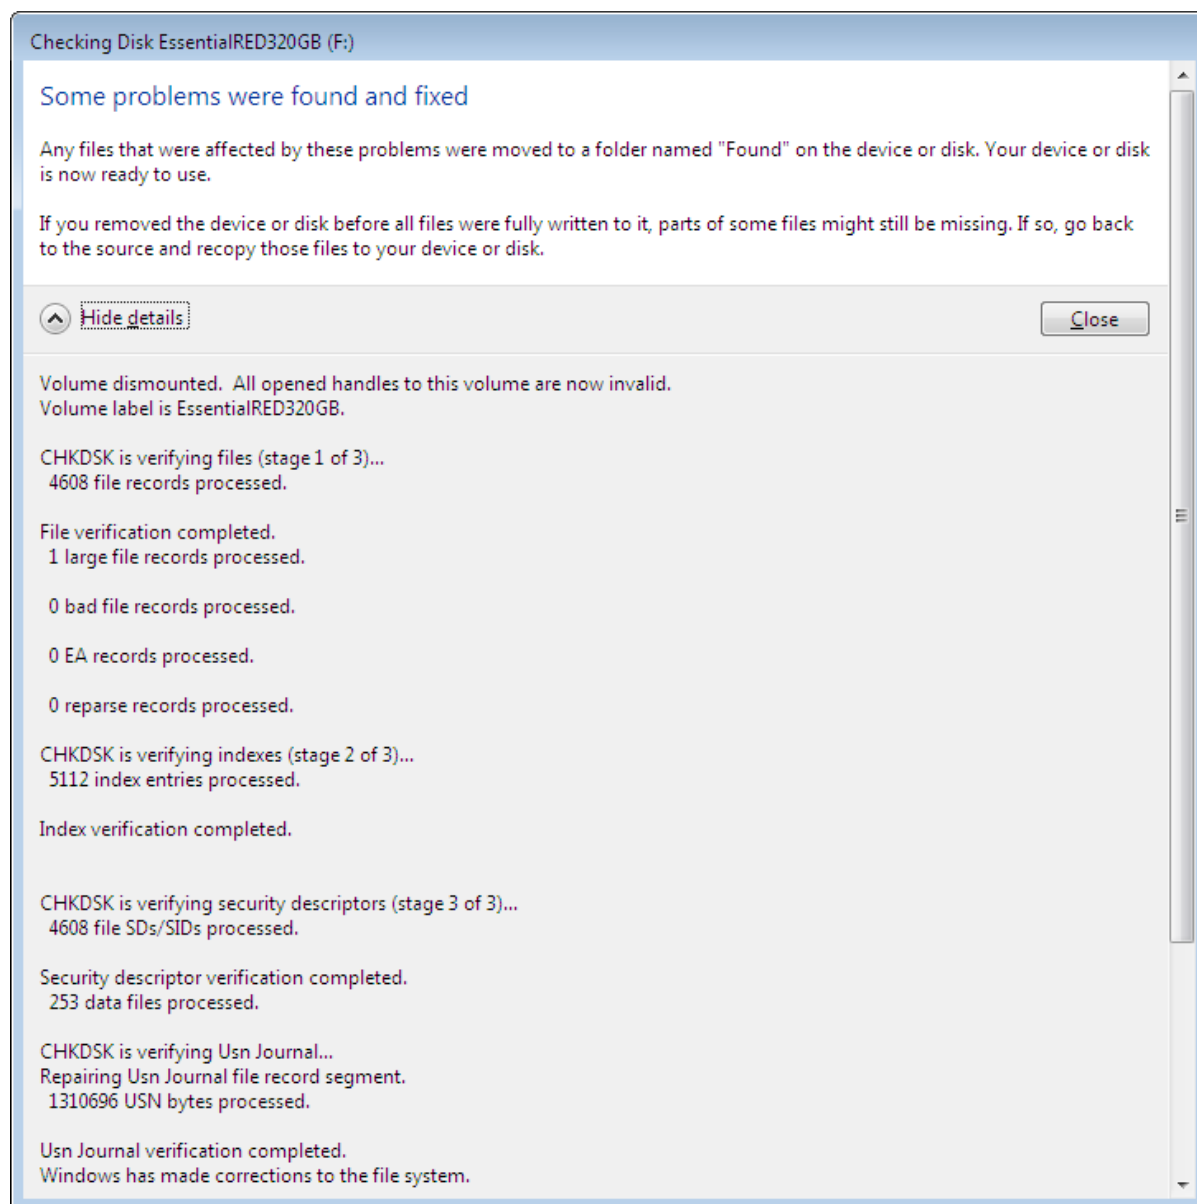 Checking Disk EssentialRED320GB (F:)
Some problems were found and fixed
Any files that were affected by these problems were moved to a folder named "Found" on the device or disk. Your device or disk
is now ready to use.
If you removed the device or disk before all files were fully written to it, parts of some files might still be missing. If so, go back
to the source and recopy those files to your device or disk.
Hide details
Close
Volume dismounted.  All opened handles to this volume are now invalid.
Volume label is EssentialRED320GB.
CHKDSK is verifying files (stage 1 of 3)...
4608 file records processed.
File verification completed.
1 large file records processed.
0 bad file records processed.
0 EA records processed.
0 reparse records processed.
CHKDSK is verifying indexes (stage 2 of 3)...
5112 index entries processed.
Index verification completed.
CHKDSK is verifying security descriptors (stage 3 of 3)...
4608 file SDs/SIDs processed.
Security descriptor verification completed.
253 data files processed.
CHKDSK is verifying Usn Journal...
Repairing Usn Journal file record segment.
1310696 USN bytes processed.
Usn Journal verification completed.
Windows has made corrections to the file system.